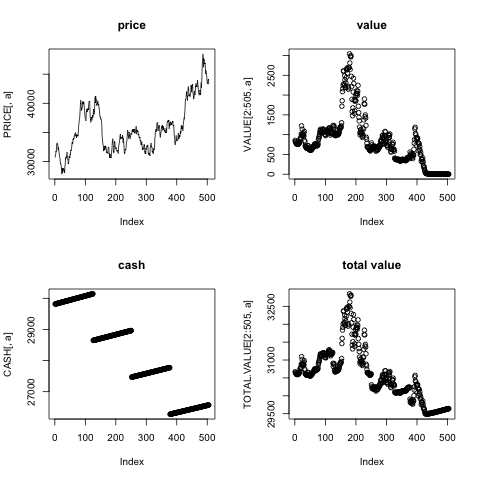 price
PRICE[, a]
30000
40000
0
100
200
300
400
500
Index
value
VALUE[2:505, a]
0
500
1500
2500
0
100
200
300
400
500
Index
cash
CASH[, a]
27000
29000
0
100
200
300
400
500
Index
total value
TOTAL.VALUE[2:505, a]
29500
31000
32500
0
100
200
300
400
500
Index